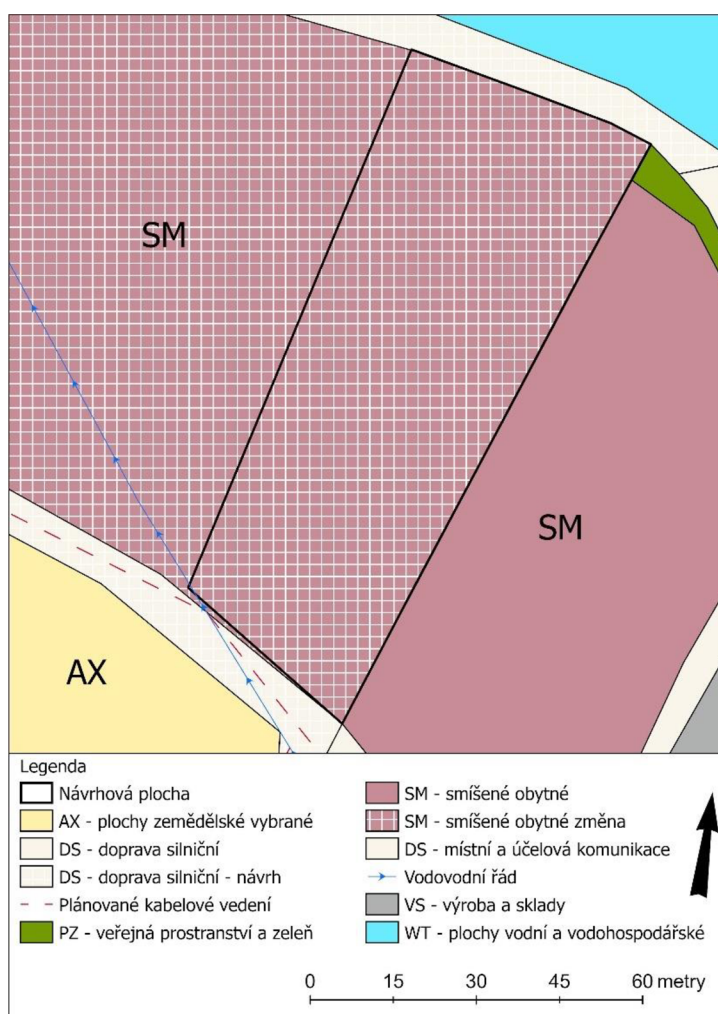 SM
SM
AX
Legenda
Návrhová plocha
AX - plochy zemědělské vybrané
DS - doprava silniční
DS - doprava silniční - návrh
Plánované kabelové vedení
PZ - veřejná prostranství a zeleň
SM - smíšené obytné
SM - smíšené obytné změna
DS - místní a účelová komunikace
Vodovodní řád
VS - výroba a sklady
WT - plochy vodní a vodohospodářské
0 15 30 45 60 metry